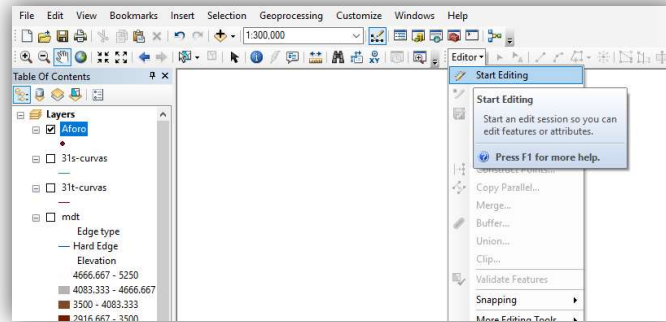 File Edit View Bookmarks Insert Selection Geoprocessing Customize Windows Help
1:300,000
Editor
Table Of Contents
Start Editing
Start Editing
Start an edit session so you can
edit features or attributes.
Press F1 for more help.
Layers
Aforo
31s-curvas
31t-curvas
mdt
Edge type
Hard Edge
Elevation
4666.667 - 5250
4083.333 - 4666.667
3500 - 4083.333
2916.667 - 3500
Construct Points...
Copy Parallel...
Merge...
Buffer...
Union...
Clip...
Validate Features
Snapping
More Editing Tools